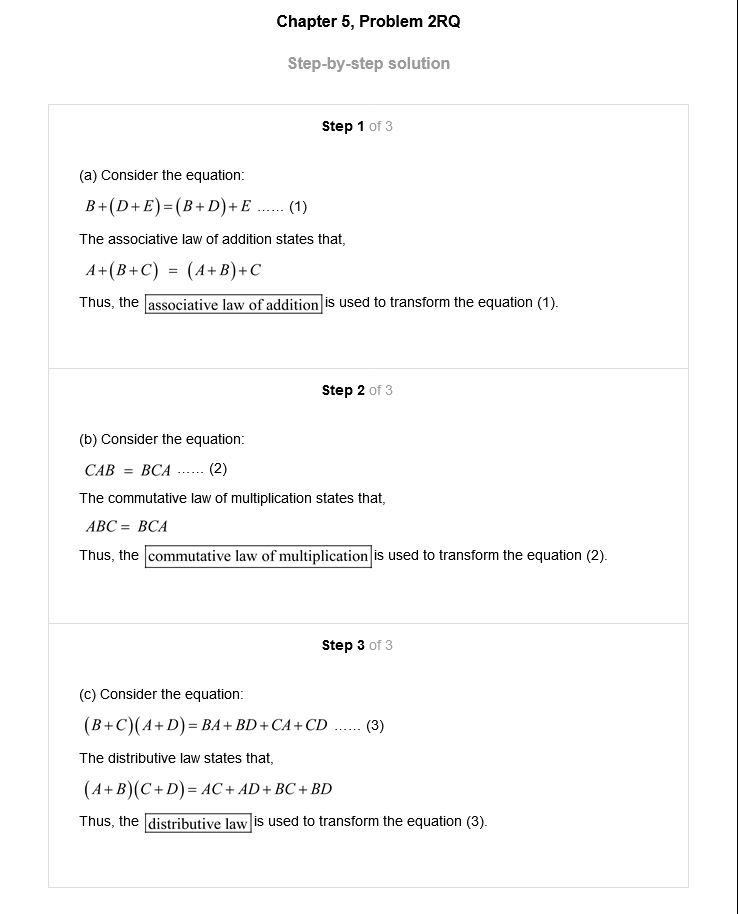 Chapter 5, Problem 2RQ
Step-by-step solution
Step 1 of 3
(a) Consider the equation:
B+(D+E)=(B+D)+E ...... (1)
The associative law of addition states that,
A+(B+C) = (A+B)+C
Thus, the associative law of addition is used to transform the equation (1).
Step 2 of 3
(b) Consider the equation:
CAB = BCA ...... (2)
The commutative law of multiplication states that,
ABC = BCA
Thus, the commutative law of multiplication is used to transform the equation (2).
Step 3 of 3
(c) Consider the equation:
(B+C)(A+D)=BA+BD+CA+CD ...... (3)
The distributive law states that,
(A+B)(C+D)=AC+AD+BC+BD
Thus, the distributive law is used to transform the equation (3).